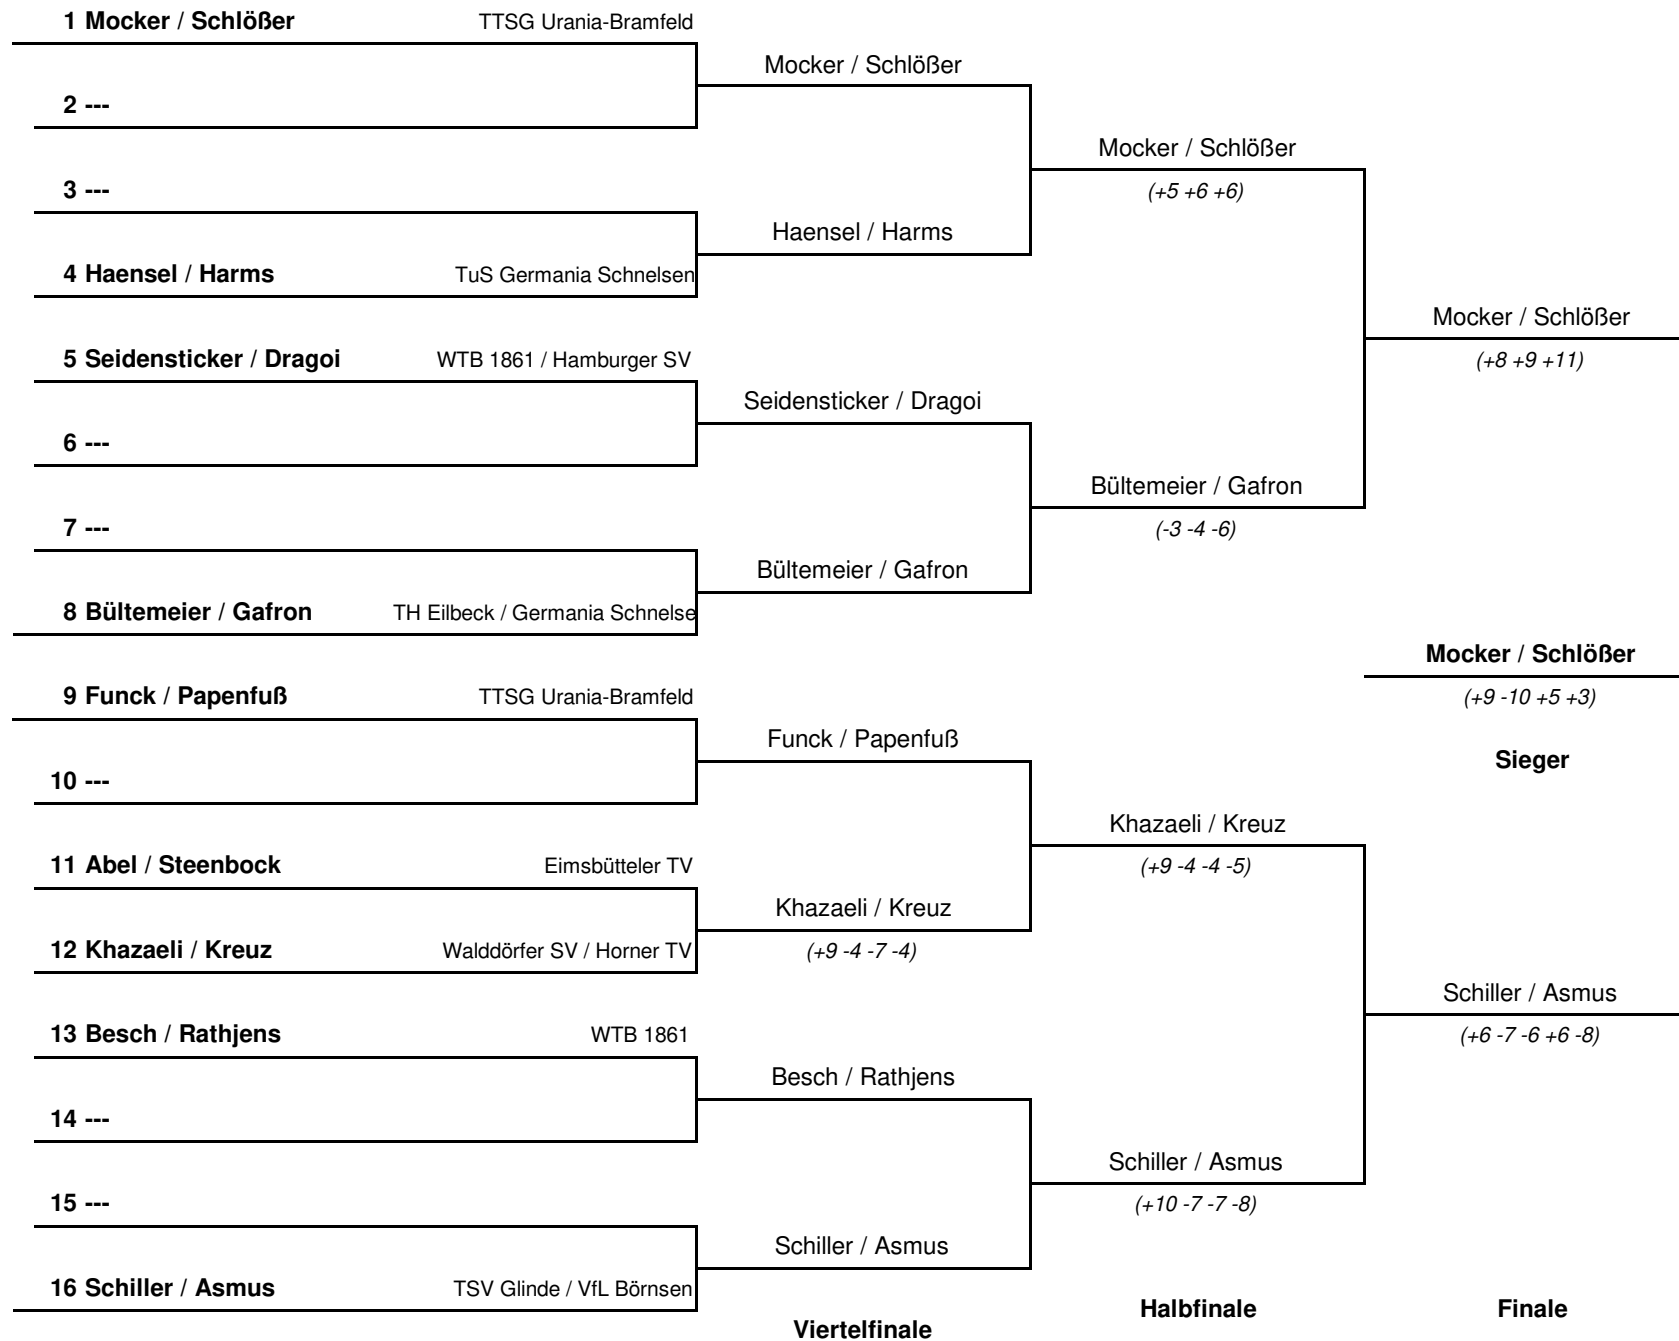 1 Mocker / Schlößer TTSG Urania-Bramfeld
Mocker / Schlößer
2 ---
Mocker / Schlößer
3 ---
(+5 +6 +6)
Haensel / Harms
4 Haensel / Harms TuS Germania Schnelsen
Mocker / Schlößer
5 Seidensticker / Dragoi WTB 1861 / Hamburger SV
(+8 +9 +11)
Seidensticker / Dragoi
6 ---
Bültemeier / Gafron
7 ---
(-3 -4 -6)
Bültemeier / Gafron
8 Bültemeier / Gafron TH Eilbeck / Germania Schnelse
Mocker / Schlößer
9 Funck / Papenfuß TTSG Urania-Bramfeld
(+9 -10 +5 +3)
Funck / Papenfuß
Sieger
10 ---
Khazaeli / Kreuz
11 Abel / Steenbock Eimsbütteler TV
(+9 -4 -4 -5)
Khazaeli / Kreuz
12 Khazaeli / Kreuz Walddörfer SV / Horner TV
(+9 -4 -7 -4)
Schiller / Asmus
13 Besch / Rathjens WTB 1861
(+6 -7 -6 +6 -8)
Besch / Rathjens
14 ---
Schiller / Asmus
15 ---
(+10 -7 -7 -8)
Schiller / Asmus
16 Schiller / Asmus TSV Glinde / VfL Börnsen
Halbfinale
Finale
Viertelfinale